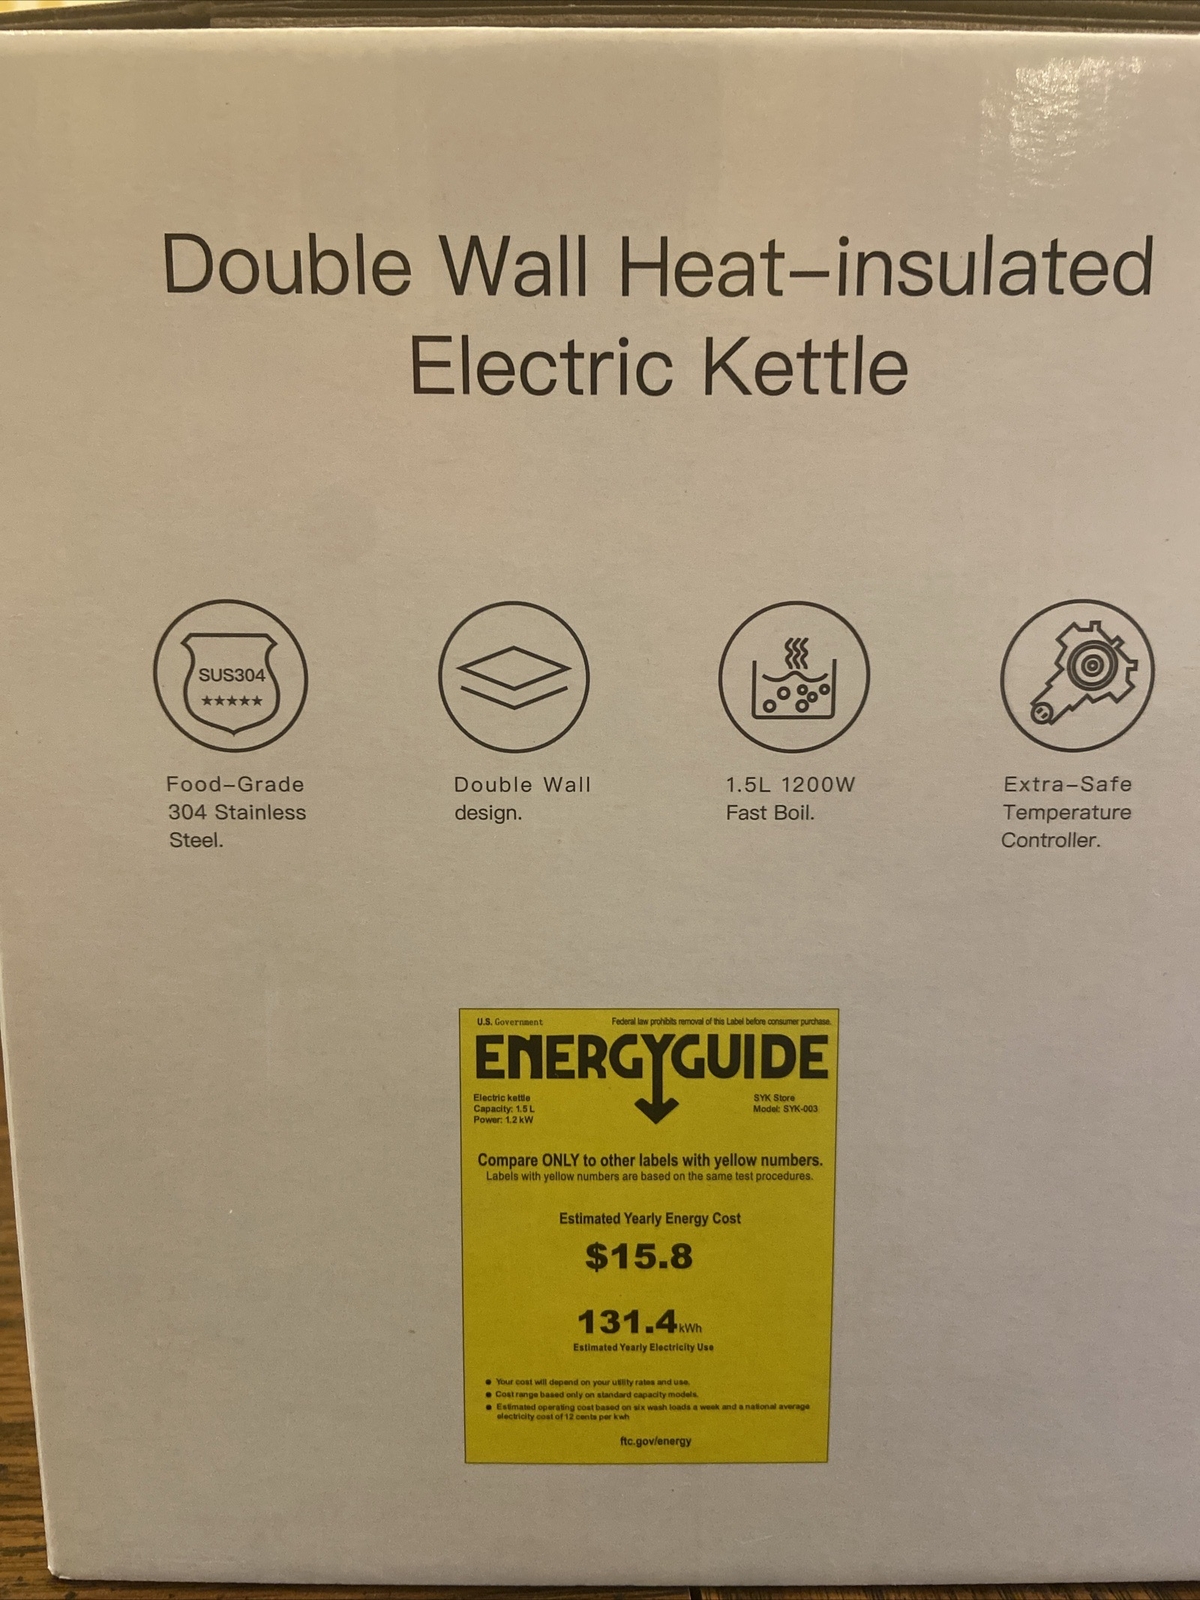 Double Wall Heat–insulated
Electric Kettle
SUS304
★★★★★
Food–Grade
304 Stainless
Steel.
Double Wall
design.
1.5L 1200W
Fast Boil.
Extra–Safe
Temperature
Controller.
U.S. Government
Federal law prohibits removal of this Label before consumer purchase.
ENERGYGUIDE
Electric kettle
Capacity: 1.5 L
Power: 1.2 kW
SYK Store
Model: SYK-003
Compare ONLY to other labels with yellow numbers.
Labels with yellow numbers are based on the same test procedures.
Estimated Yearly Energy Cost
$15.8
131.4kWh
Estimated Yearly Electricity Use
● Your cost will depend on your utility rates and use.
● Cost range based only on standard capacity models.
● Estimated operating cost based on six wash loads a week and a national average
electricity cost of 12 cents per kwh
ftc.gov/energy